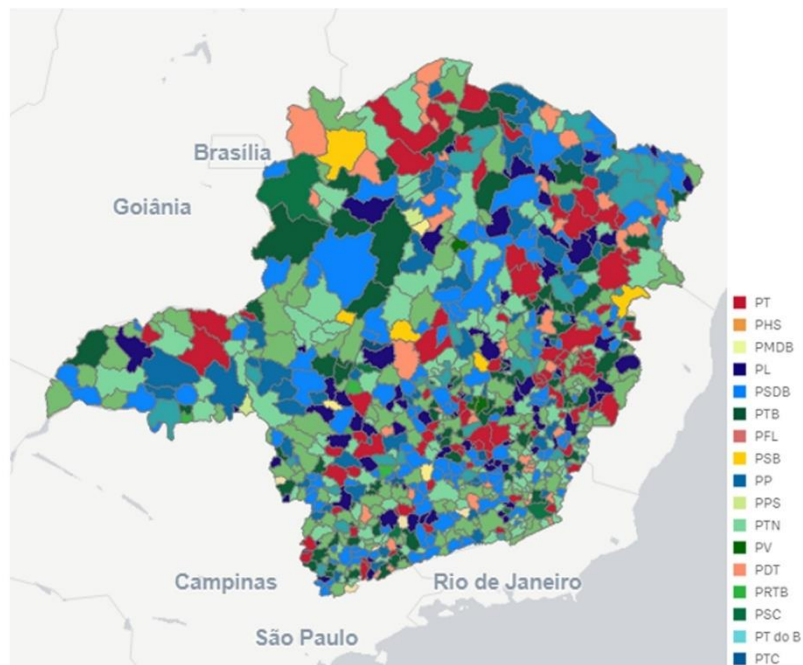 Brasília
Goiânia
PT
PHS
PMDB
PL
PSDB
PTB
PFL
PSB
PP
PPS
PTN
PV
PDT
PRTB
PSC
PT do B
PTC
Campinas
Rio de Janeiro
São Paulo